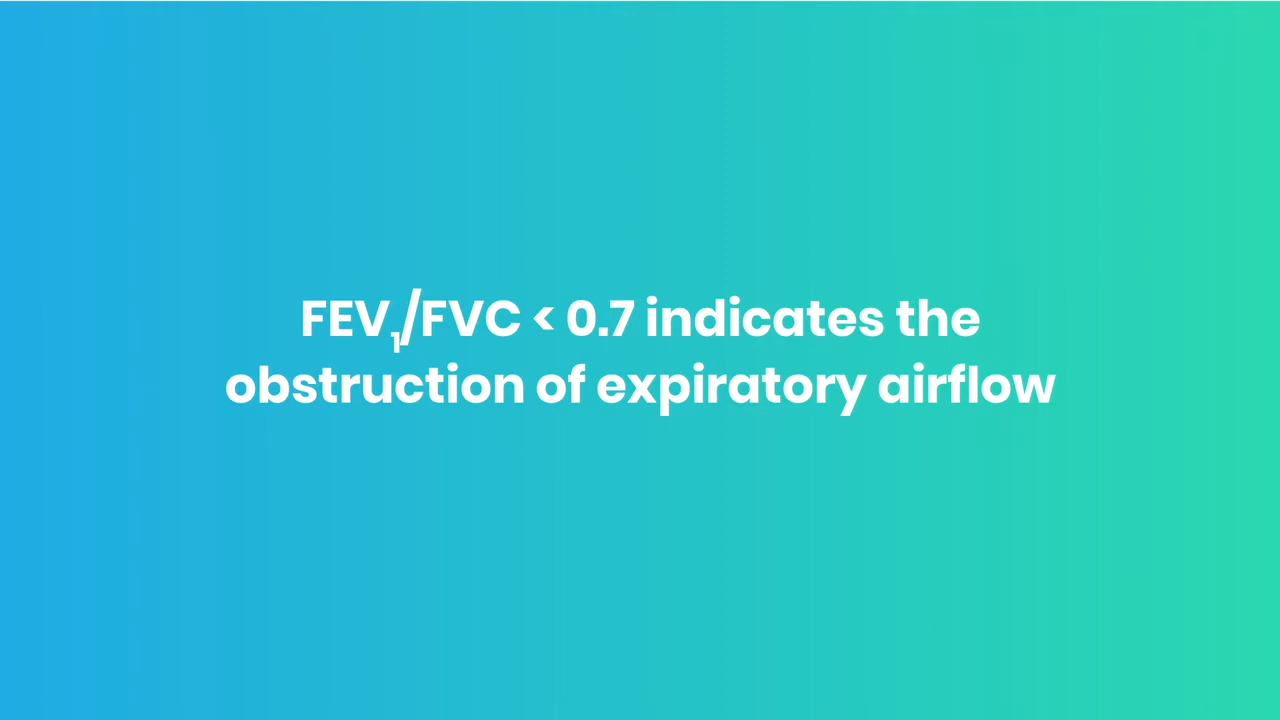 FEV₁/FVC < 0.7 indicates the
obstruction of expiratory airflow